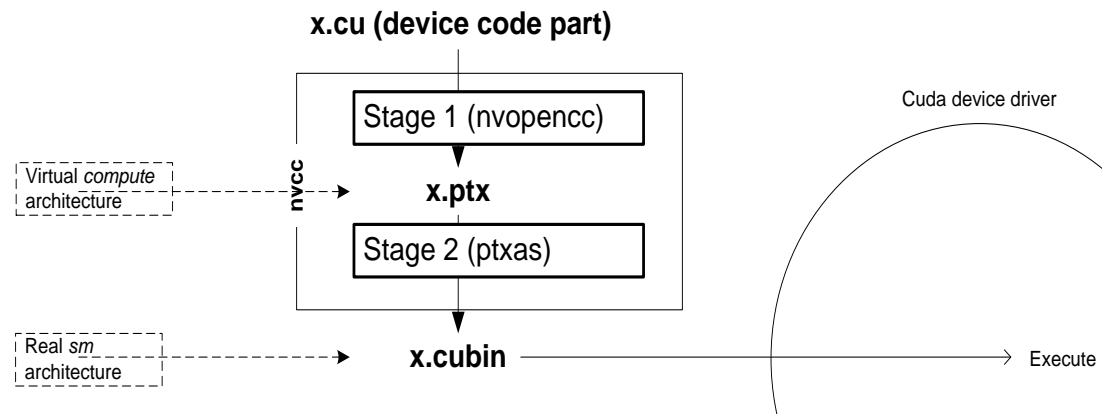 x.cu (device code part)
Stage 1 (nvopencc)
Cuda device driver
nvcc
Virtual compute
architecture
x.ptx
Stage 2 (ptxas)
Real sm
architecture
x.cubin
Execute